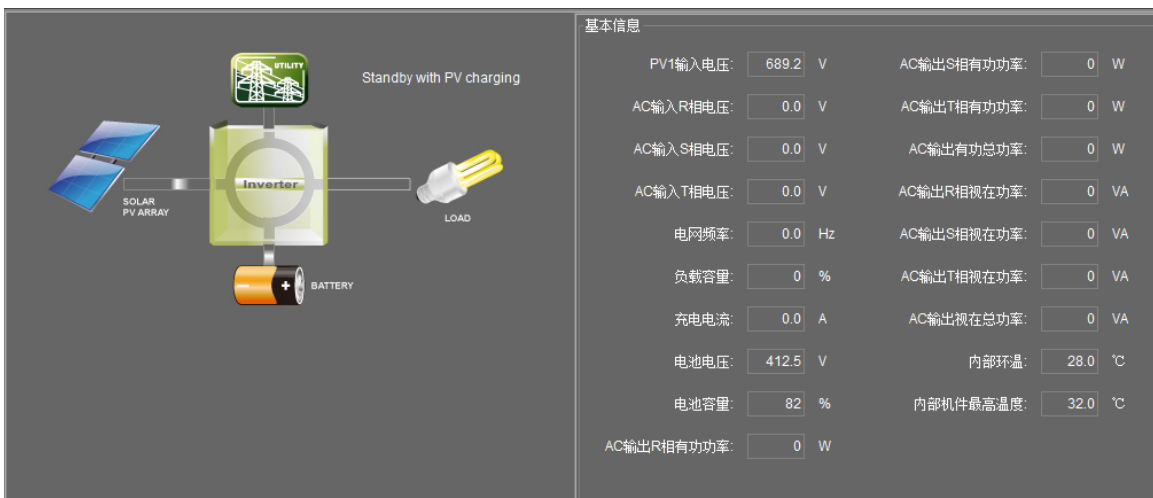 UTILITY
Standby with PV charging
Inverter
SOLAR
PV ARRAY
LOAD
+
BATTERY
基本信息
PV1输入电压: 689.2 V
AC输出S相有功功率: 0 W
AC输入R相电压: 0.0 V
AC输出T相有功功率: 0 W
AC输入S相电压: 0.0 V
AC输出有功总功率: 0 W
AC输入T相电压: 0.0 V
AC输出R相视在功率: 0 VA
电网频率: 0.0 Hz
AC输出S相视在功率: 0 VA
负载容量: 0 %
AC输出T相视在功率: 0 VA
充电电流: 0.0 A
AC输出视在总功率: 0 VA
电池电压: 412.5 V
内部环温: 28.0 ℃
电池容量: 82 %
内部机件最高温度: 32.0 ℃
AC输出R相有功功率: 0 W